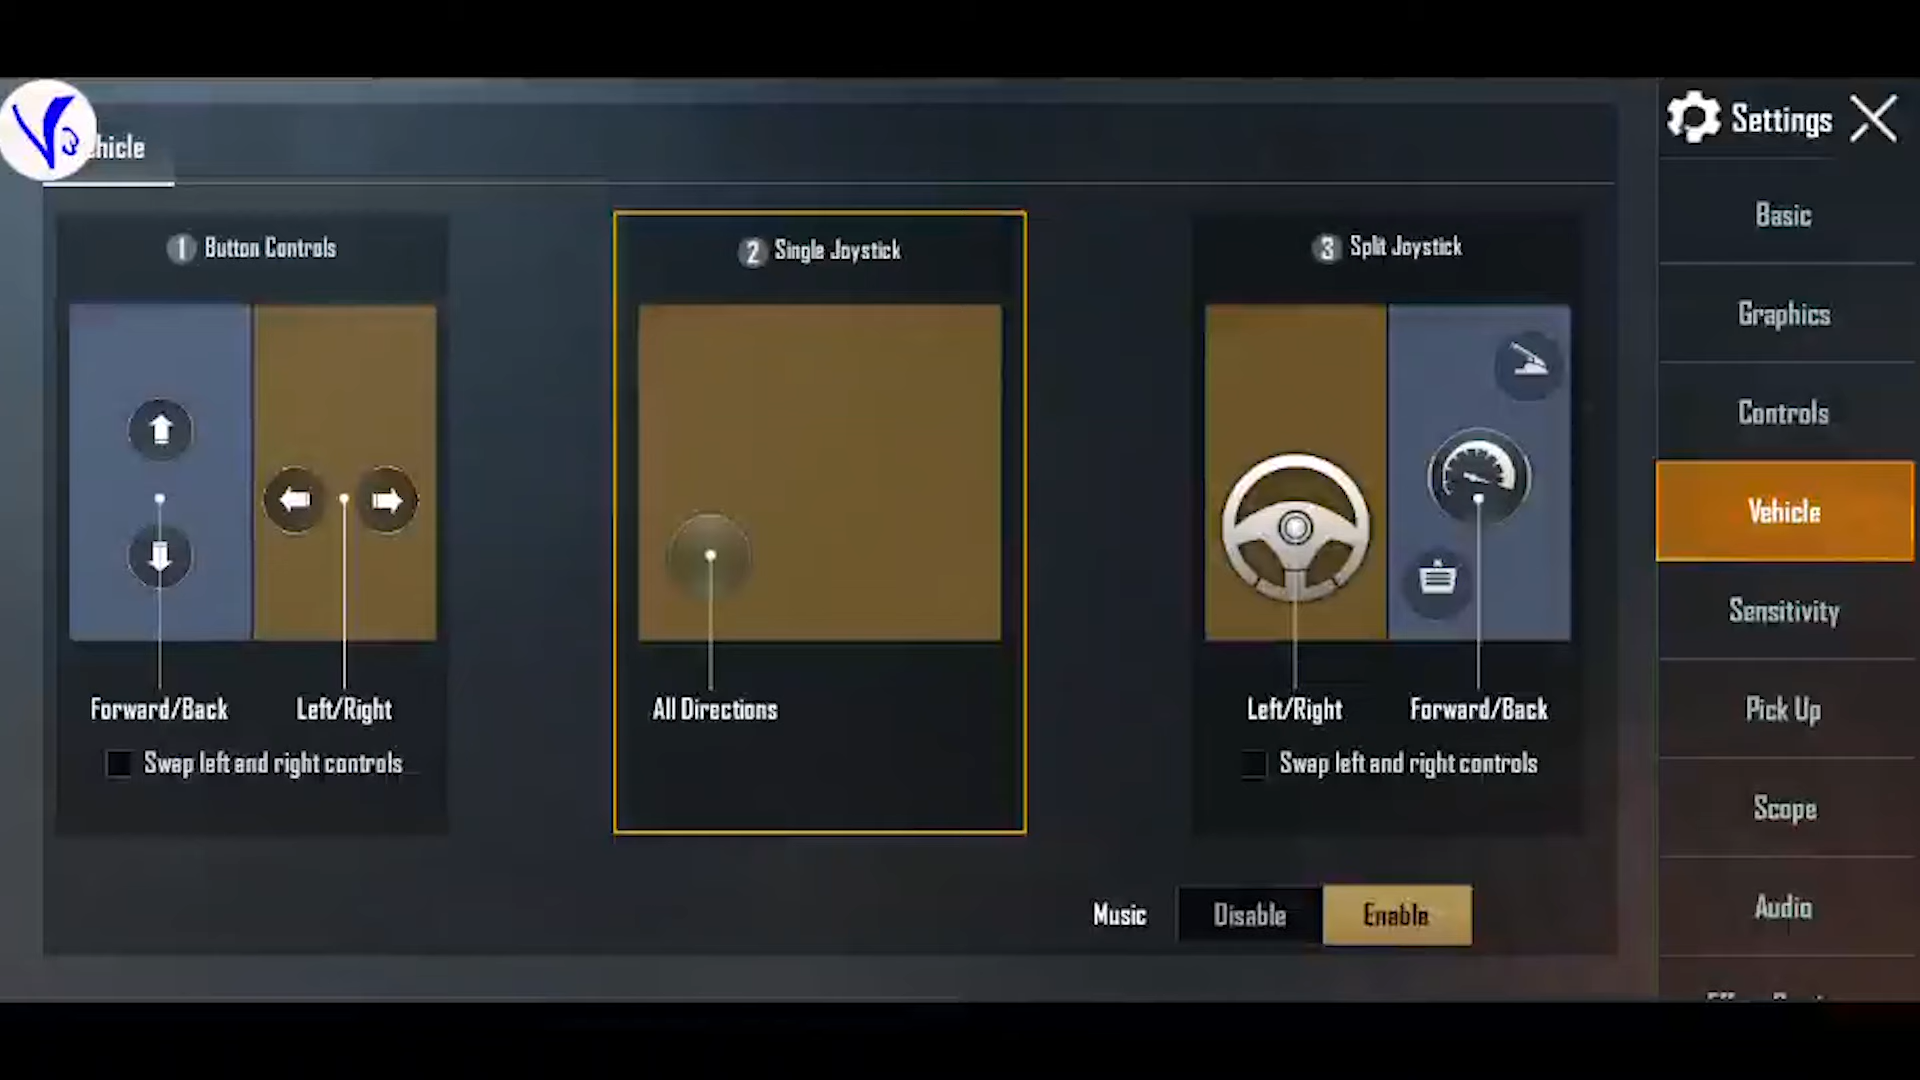 Settings
hicle
1 Button Controls
2 Single Joystick
3 Split Joystick
Forward/Back
Left/Right
Swap left and right controls
All Directions
Left/Right
Forward/Back
Swap left and right controls
Music
Disable
Enable
Basic
Graphics
Controls
Vehicle
Sensitivity
Pick Up
Scope
Audio